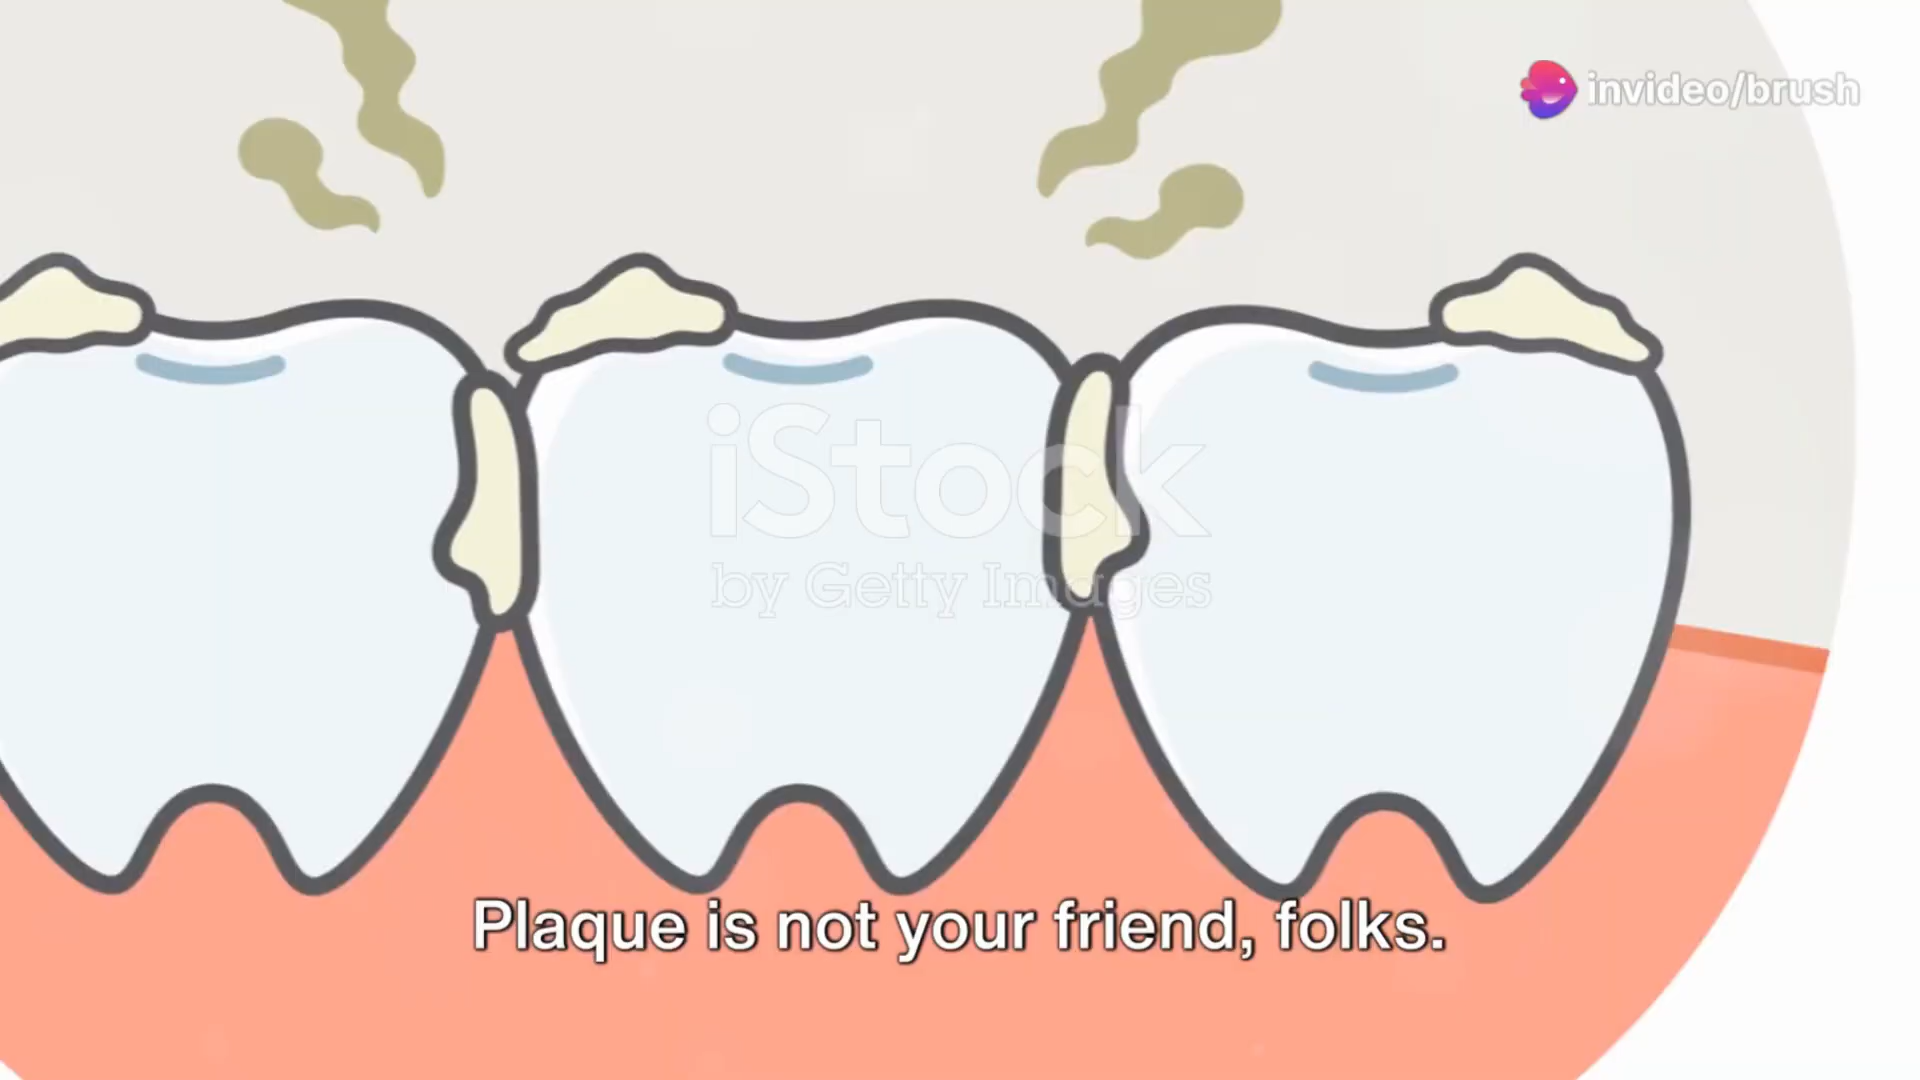 invideo/brush
iStock
by Getty Images
Plaque is not your friend, folks.